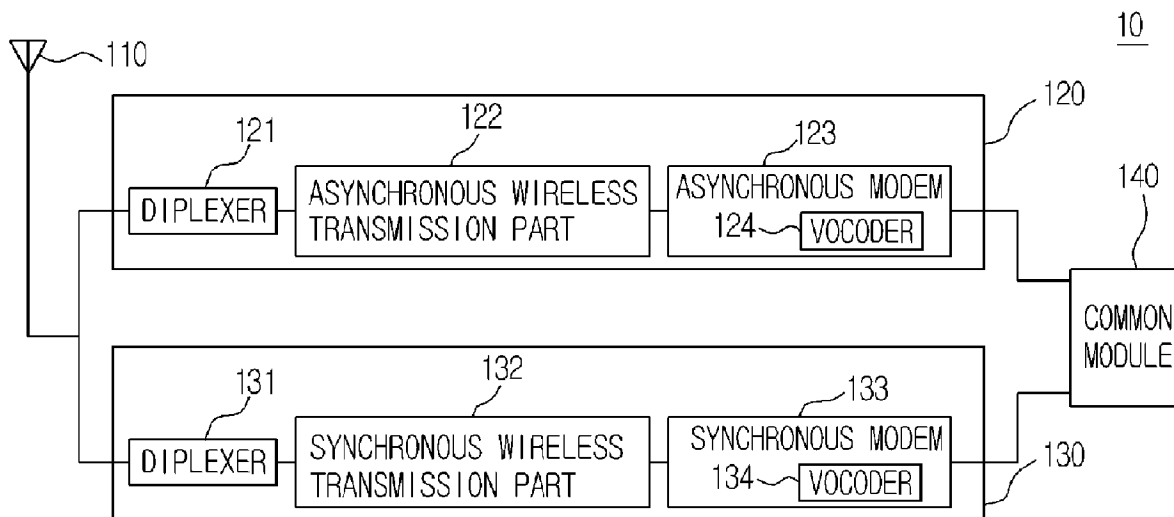 10
110
120
121
122
123
DIPLEXER
ASYNCHRONOUS WIRELESS
TRANSMISSION PART
ASYNCHRONOUS MODEM
124
VOCODER
140
COMMON
MODULE
131
132
133
DIPLEXER
SYNCHRONOUS WIRELESS
TRANSMISSION PART
SYNCHRONOUS MODEM
134
VOCODER
130